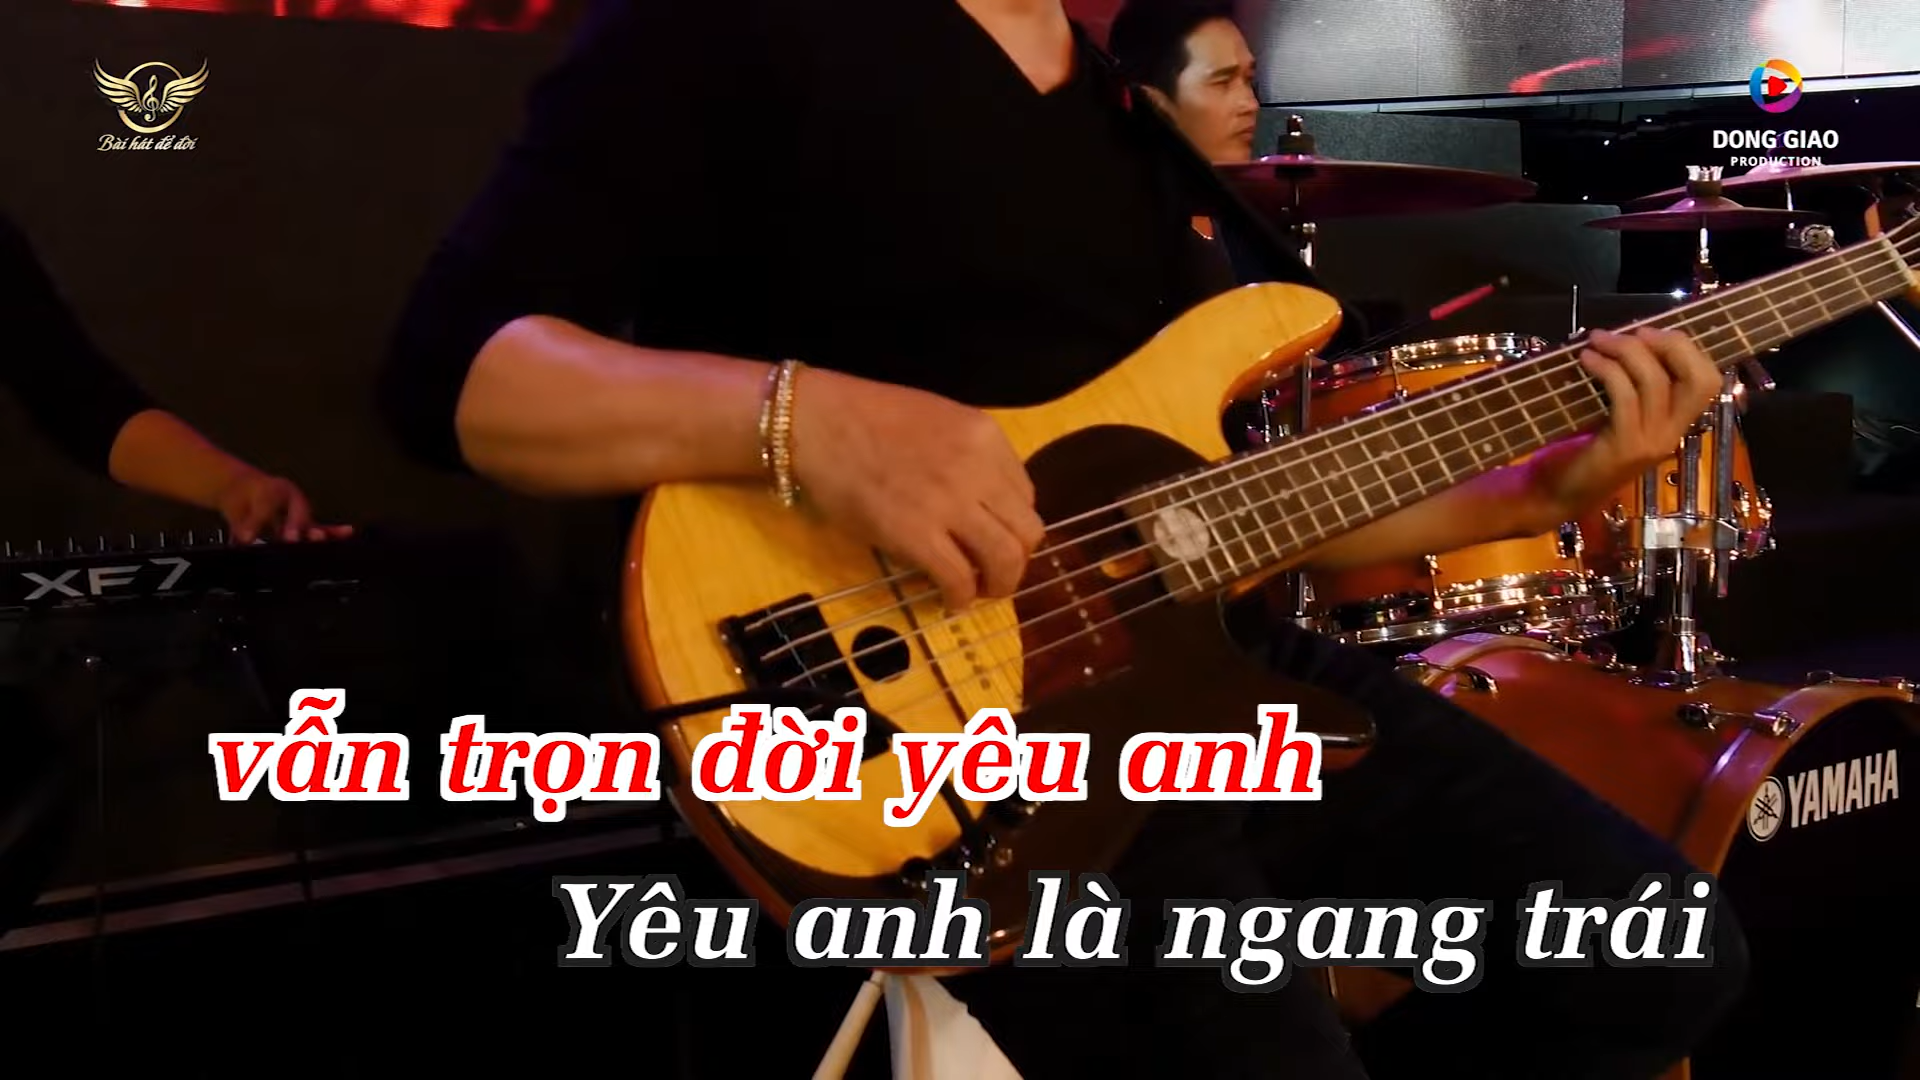 Bài hát để đời
DONG GIAO
PRODUCTION
XF7
vẫn trọn đời yêu anh
YAMAHA
Yêu anh là ngang trái